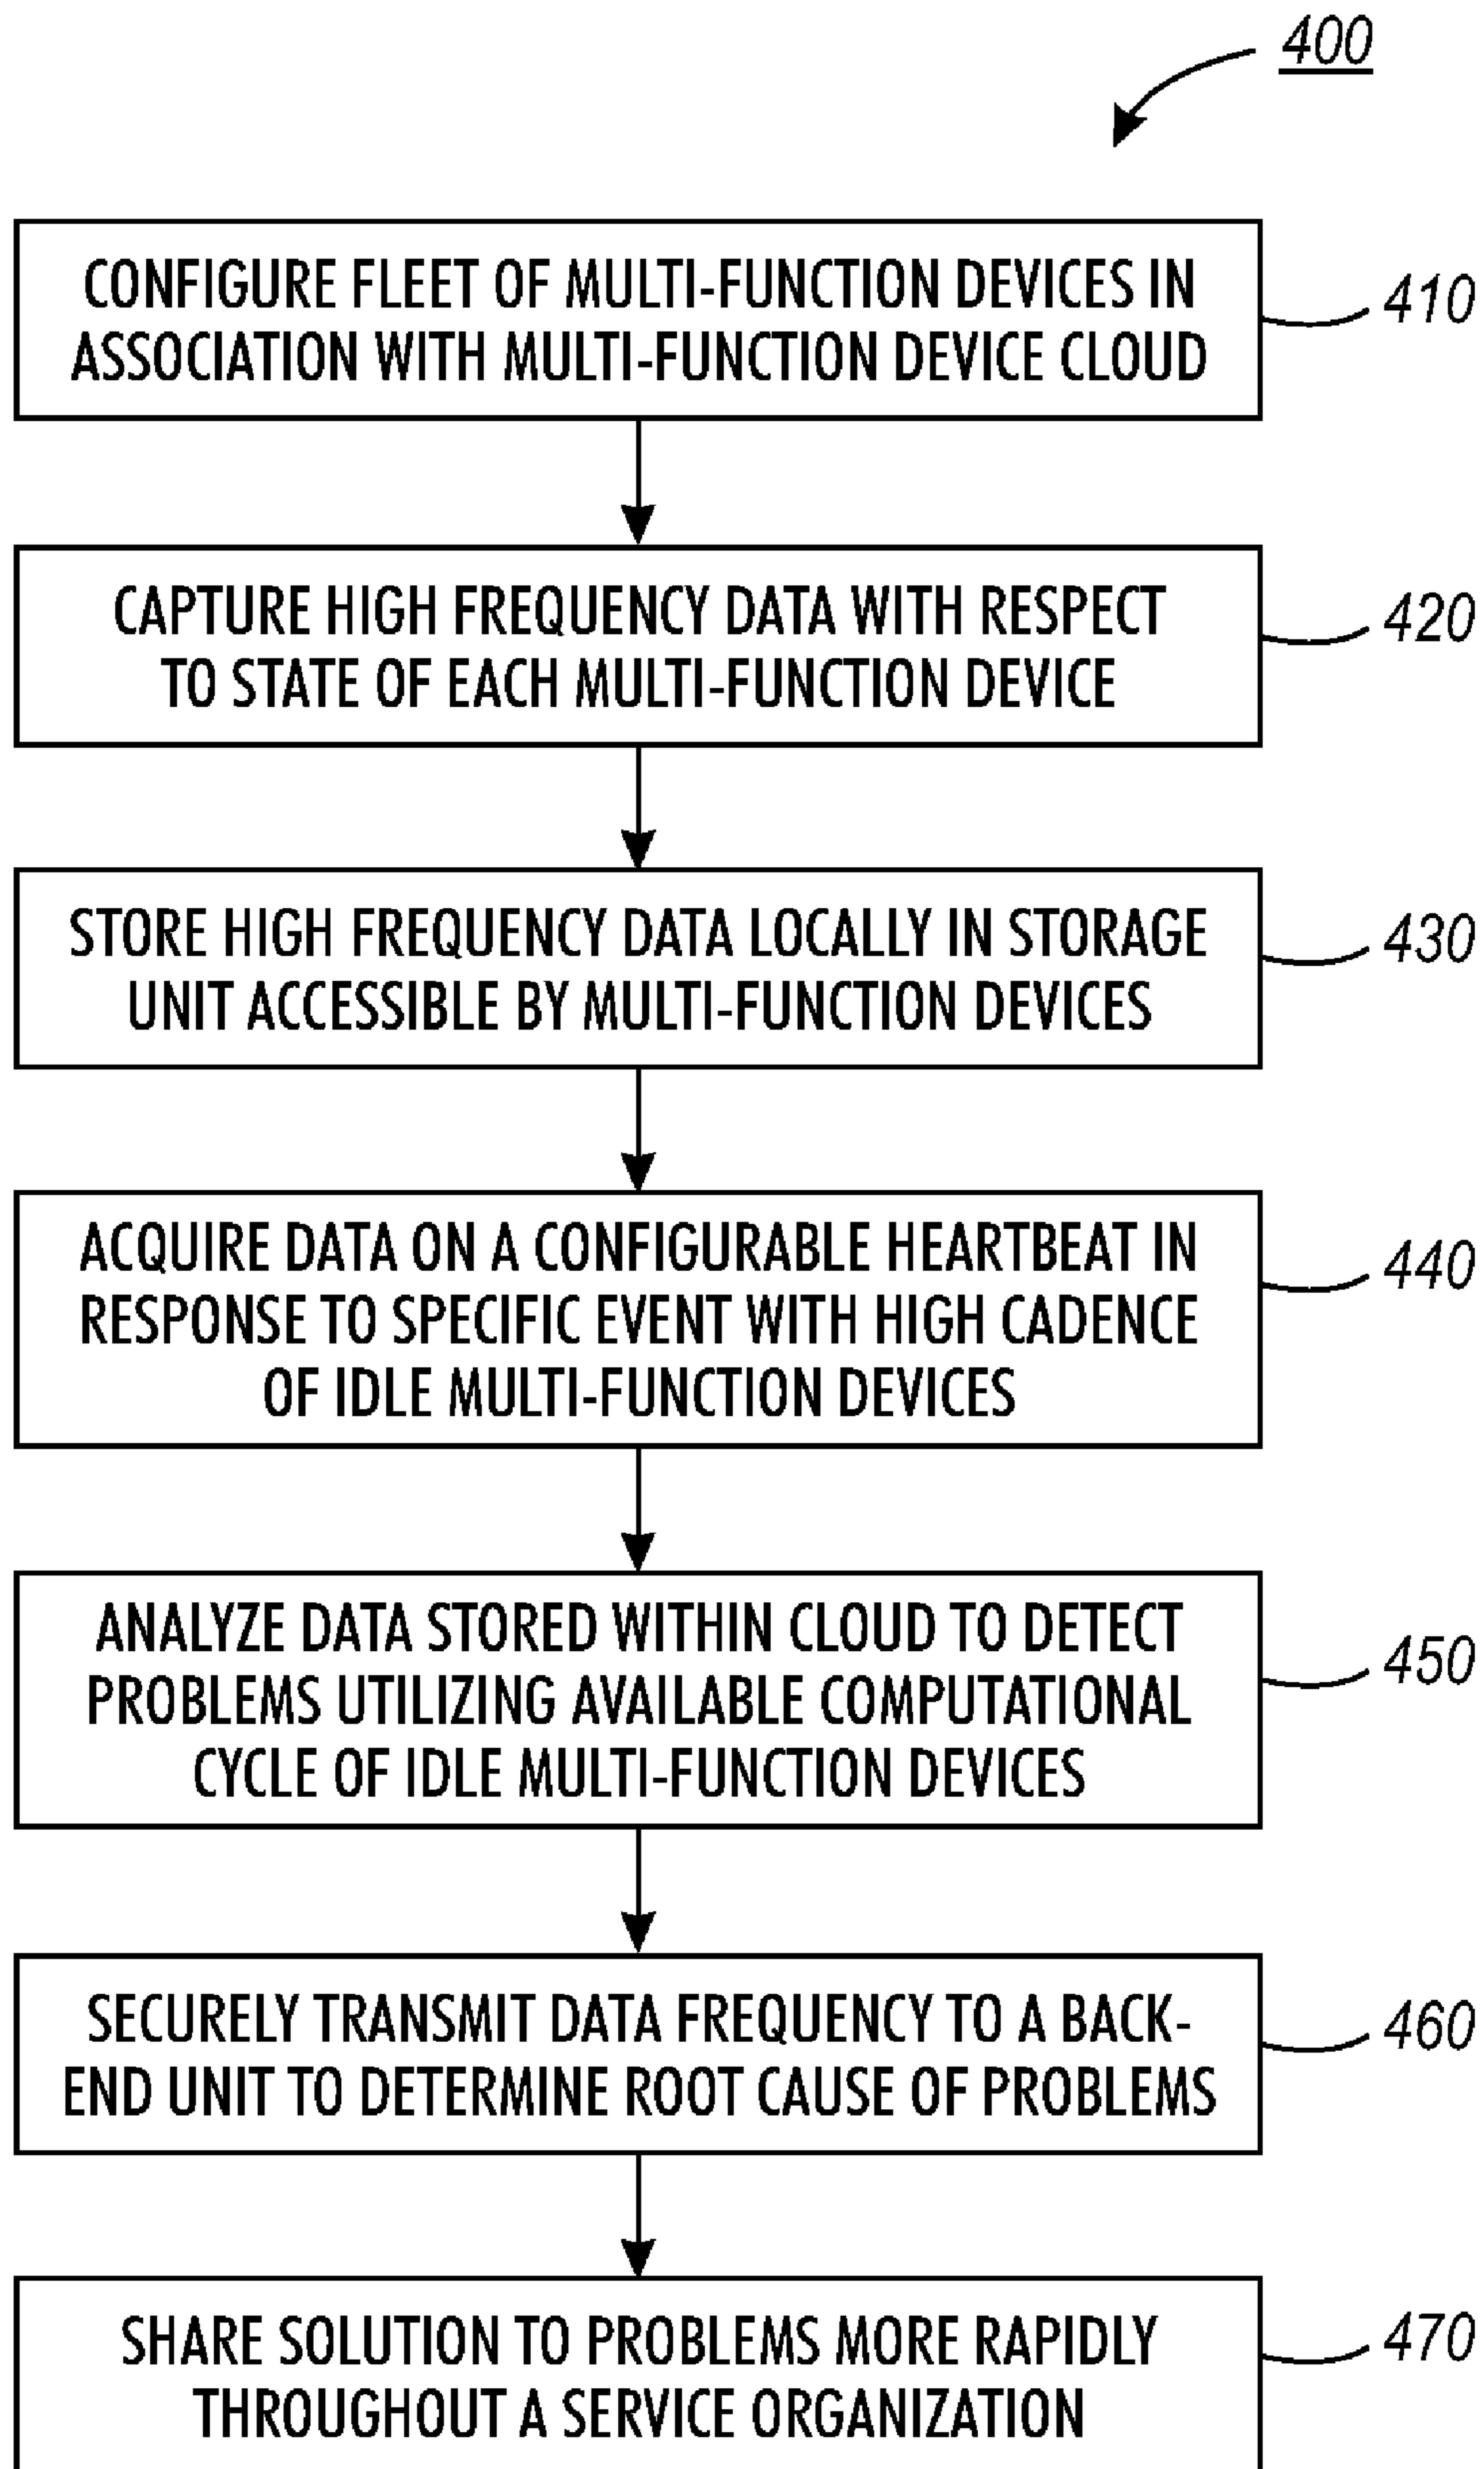 400
CONFIGURE FLEET OF MULTI-FUNCTION DEVICES IN
ASSOCIATION WITH MULTI-FUNCTION DEVICE CLOUD
410
CAPTURE HIGH FREQUENCY DATA WITH RESPECT
TO STATE OF EACH MULTI-FUNCTION DEVICE
420
STORE HIGH FREQUENCY DATA LOCALLY IN STORAGE
UNIT ACCESSIBLE BY MULTI-FUNCTION DEVICES
430
ACQUIRE DATA ON A CONFIGURABLE HEARTBEAT IN
RESPONSE TO SPECIFIC EVENT WITH HIGH CADENCE
OF IDLE MULTI-FUNCTION DEVICES
440
ANALYZE DATA STORED WITHIN CLOUD TO DETECT
PROBLEMS UTILIZING AVAILABLE COMPUTATIONAL
CYCLE OF IDLE MULTI-FUNCTION DEVICES
450
SECURELY TRANSMIT DATA FREQUENCY TO A BACK-
END UNIT TO DETERMINE ROOT CAUSE OF PROBLEMS
460
SHARE SOLUTION TO PROBLEMS MORE RAPIDLY
THROUGHOUT A SERVICE ORGANIZATION
470